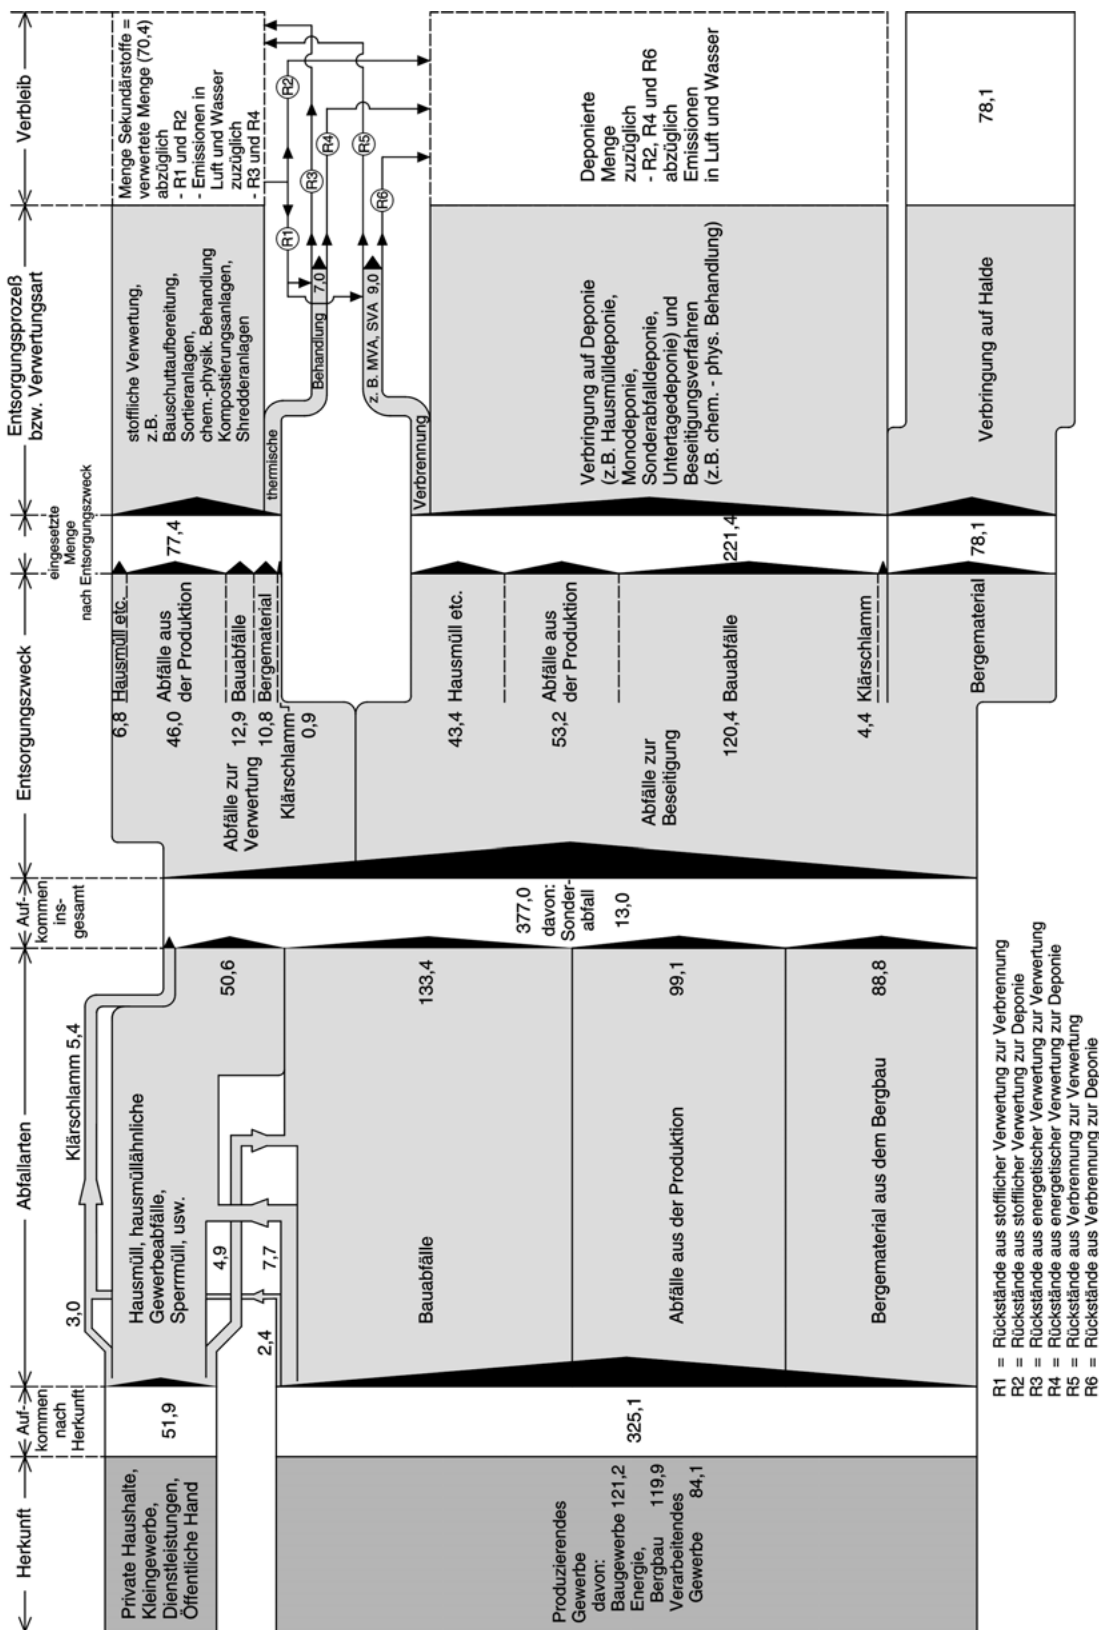 Herkunft
Auf-
kommen
nach
Herkunft
Abfallarten
Auf-
kommen
ins-
gesamt
Entsorgungszweck
eingesetzte
Menge
nach Entsorgungszweck
Entsorgungsprozeß
bzw. Verwertungsart
Verbleib
Private Haushalte,
Kleingewerbe,
Dienstleistungen,
Öffentliche Hand
51,9
3,0
Klärschlamm 5,4
Hausmüll, hausmüllähnliche
Gewerbeabfälle,
Sperrmüll, usw.
4,9
2,4
7,7
50,6
Produzierendes
Gewerbe
davon:
Baugewerbe 121,2
Energie,
Bergbau 119,9
Verarbeitendes
Gewerbe 84,1
325,1
Bauabfälle
133,4
Abfälle aus der Produktion
99,1
Bergematerial aus dem Bergbau
88,8
377,0
davon:
Sonder-
abfall
13,0
Abfälle zur
Verwertung
6,8 Hausmüll etc.
46,0
Abfälle aus
der Produktion
12,9 Bauabfälle
10,8 Bergematerial
Klärschlamm
0,9
Abfälle zur
Beseitigung
43,4 Hausmüll etc.
53,2
Abfälle aus
der Produktion
120,4 Bauabfälle
4,4 Klärschlamm
Bergematerial
77,4
221,4
78,1
stoffliche Verwertung,
z.B.
Bauschuttaufbereitung,
Sortieranlagen,
chem.-physik. Behandlung
Kompostierungsanlagen,
Shredderanlagen
thermische
Behandlung 7,0
Verbrennung
z. B. MVA, SVA 9,0
Verbringung auf Deponie
(z.B. Hausmülldeponie,
Monodeponie,
Sonderabfalldeponie,
Untertagedeponie) und
Beseitigungsverfahren
(z.B. chem. - phys. Behandlung)
Verbringung auf Halde
Menge Sekundärstoffe =
verwertete Menge (70,4)
abzüglich
- R1 und R2
- Emissionen in
Luft und Wasser
zuzüglich
- R3 und R4
R1
R2
R3
R4
R5
R6
Deponierte
Menge
zuzüglich
- R2, R4 und R6
abzüglich
Emissionen
in Luft und Wasser
78,1
R1 = Rückstände aus stofflicher Verwertung zur Verbrennung
R2 = Rückstände aus stofflicher Verwertung zur Deponie
R3 = Rückstände aus energetischer Verwertung zur Verwertung
R4 = Rückstände aus energetischer Verwertung zur Deponie
R5 = Rückstände aus Verbrennung zur Verwertung
R6 = Rückstände aus Verbrennung zur Deponie